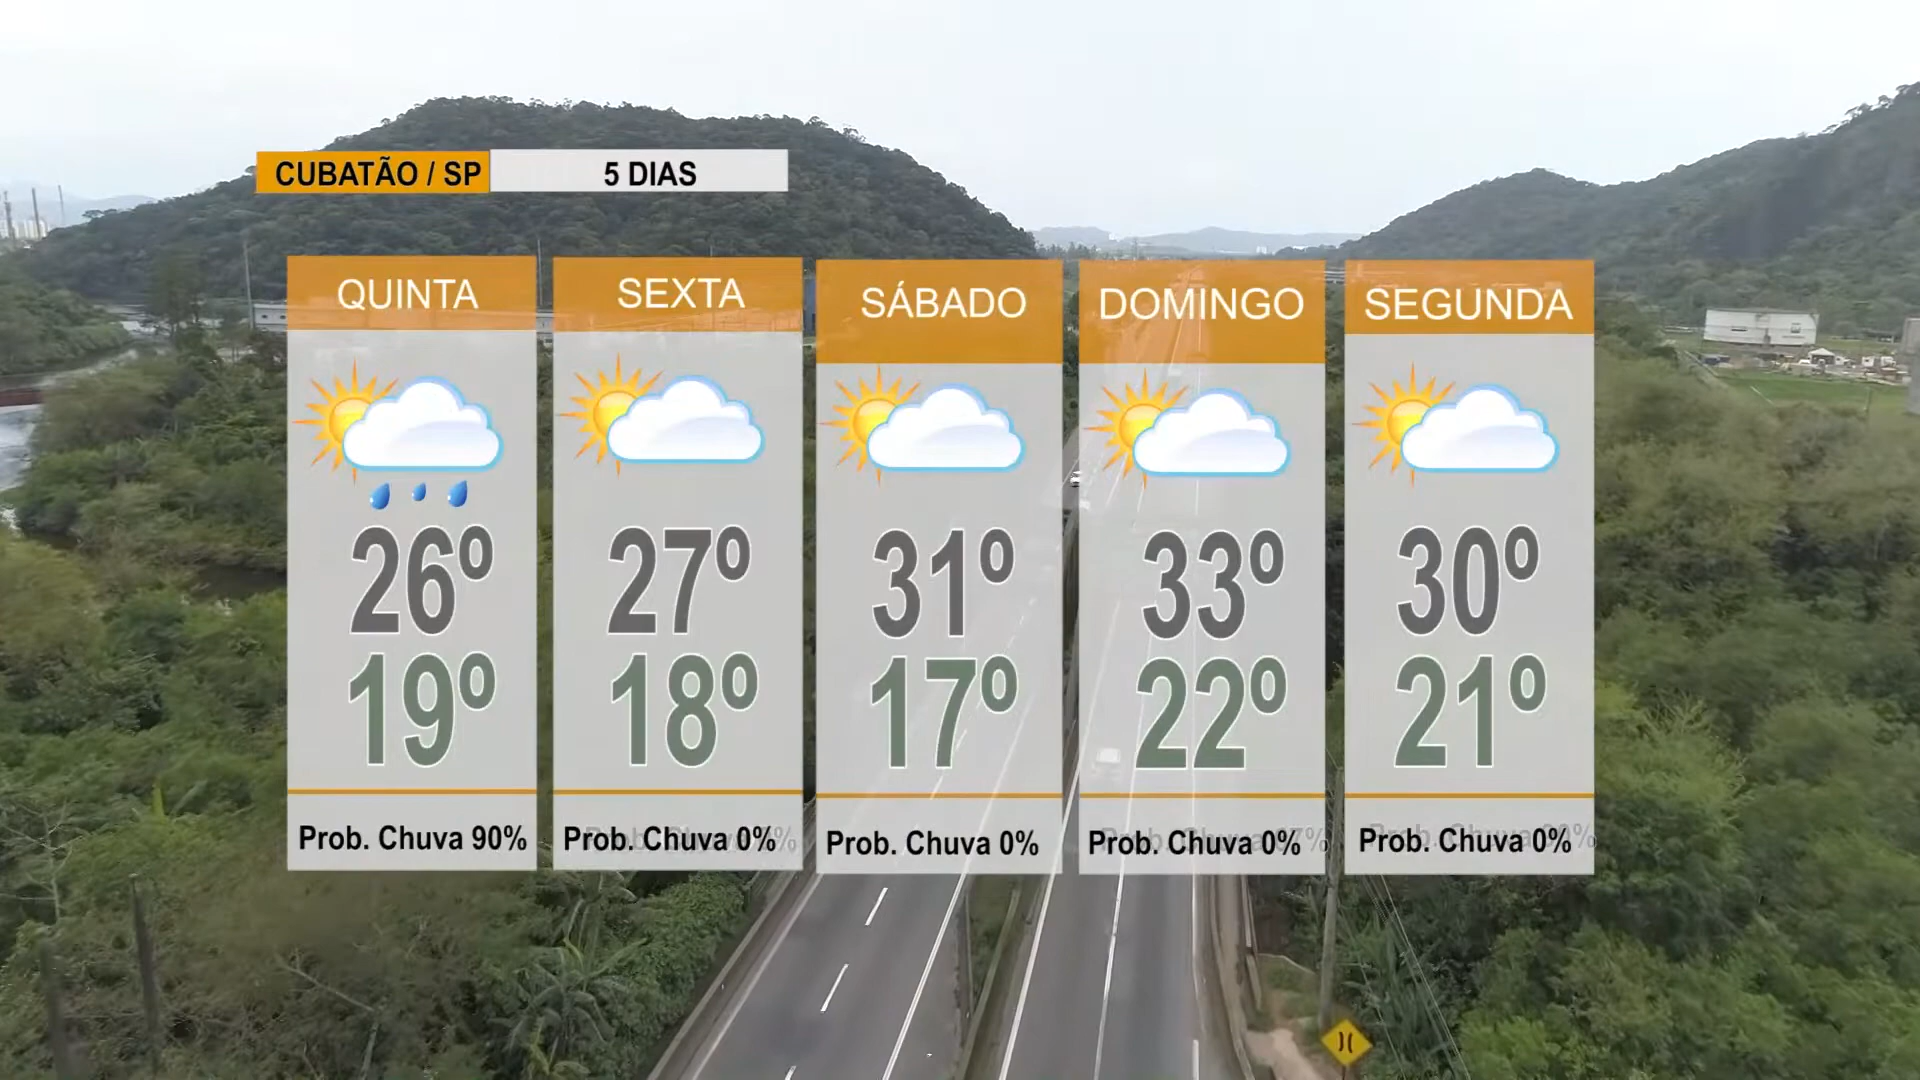 CUBATÃO / SP
5 DIAS
QUINTA
26º
19º
Prob. Chuva 90%
SEXTA
27º
18º
Prob. Chuva 0%
SÁBADO
31º
17º
Prob. Chuva 0%
DOMINGO
33º
22º
Prob. Chuva 0%
SEGUNDA
30º
21º
Prob. Chuva 0%